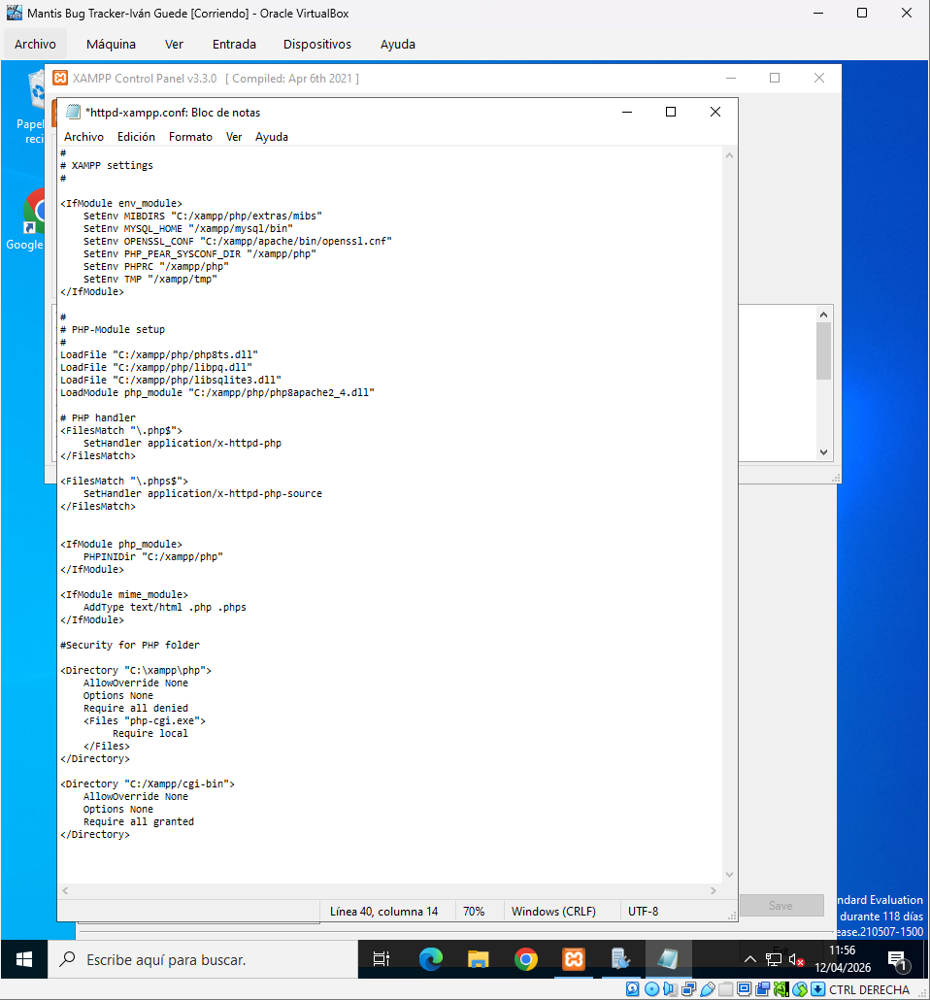 Mantis Bug Tracker-Iván Guede [Corriendo] - Oracle VirtualBox
Archivo Máquina Ver Entrada Dispositivos Ayuda
XAMPP Control Panel v3.3.0 [ Compiled: Apr 6th 2021 ]
Papel
reci
Google
*httpd-xampp.conf: Bloc de notas
Archivo Edición Formato Ver Ayuda
#
# XAMPP settings
#
<IfModule env_module>
    SetEnv MIBDIRS "C:/xampp/php/extras/mibs"
    SetEnv MYSQL_HOME "/xampp/mysql/bin"
    SetEnv OPENSSL_CONF "C:/xampp/apache/bin/openssl.cnf"
    SetEnv PHP_PEAR_SYSCONF_DIR "/xampp/php"
    SetEnv PHPRC "/xampp/php"
    SetEnv TMP "/xampp/tmp"
</IfModule>
#
# PHP-Module setup
#
LoadFile "C:/xampp/php/php8ts.dll"
LoadFile "C:/xampp/php/libpq.dll"
LoadFile "C:/xampp/php/libsqlite3.dll"
LoadModule php_module "C:/xampp/php/php8apache2_4.dll"
# PHP handler
<FilesMatch "\.php$">
    SetHandler application/x-httpd-php
</FilesMatch>
<FilesMatch "\.phps$">
    SetHandler application/x-httpd-php-source
</FilesMatch>
<IfModule php_module>
    PHPINIDir "C:/xampp/php"
</IfModule>
<IfModule mime_module>
    AddType text/html .php .phps
</IfModule>
#Security for PHP folder
<Directory "C:\xampp\php">
    AllowOverride None
    Options None
    Require all denied
    <Files "php-cgi.exe">
         Require local
    </Files>
</Directory>
<Directory "C:/Xampp/cgi-bin">
    AllowOverride None
    Options None
    Require all granted
</Directory>
Línea 40, columna 14 70% Windows (CRLF) UTF-8
Save
ndard Evaluation
durante 118 días
ease.210507-1500
Escribe aquí para buscar.
11:56
12/04/2026
1
CTRL DERECHA